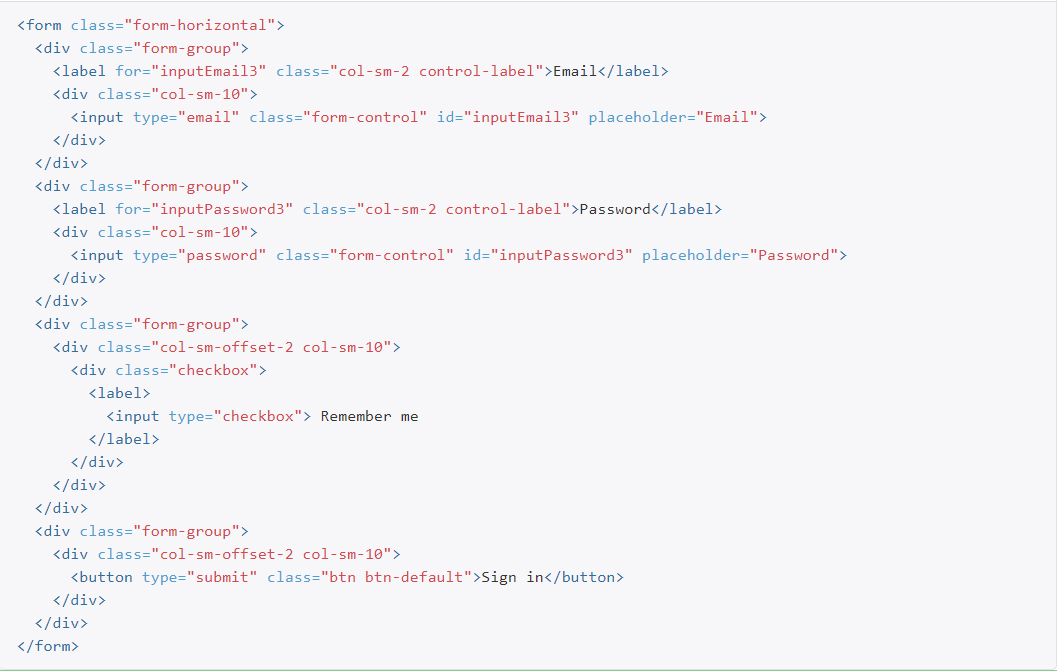 <form class="form-horizontal">
  <div class="form-group">
    <label for="inputEmail3" class="col-sm-2 control-label">Email</label>
    <div class="col-sm-10">
      <input type="email" class="form-control" id="inputEmail3" placeholder="Email">
    </div>
  </div>
  <div class="form-group">
    <label for="inputPassword3" class="col-sm-2 control-label">Password</label>
    <div class="col-sm-10">
      <input type="password" class="form-control" id="inputPassword3" placeholder="Password">
    </div>
  </div>
  <div class="form-group">
    <div class="col-sm-offset-2 col-sm-10">
      <div class="checkbox">
        <label>
          <input type="checkbox"> Remember me
        </label>
      </div>
    </div>
  </div>
  <div class="form-group">
    <div class="col-sm-offset-2 col-sm-10">
      <button type="submit" class="btn btn-default">Sign in</button>
    </div>
  </div>
</form>